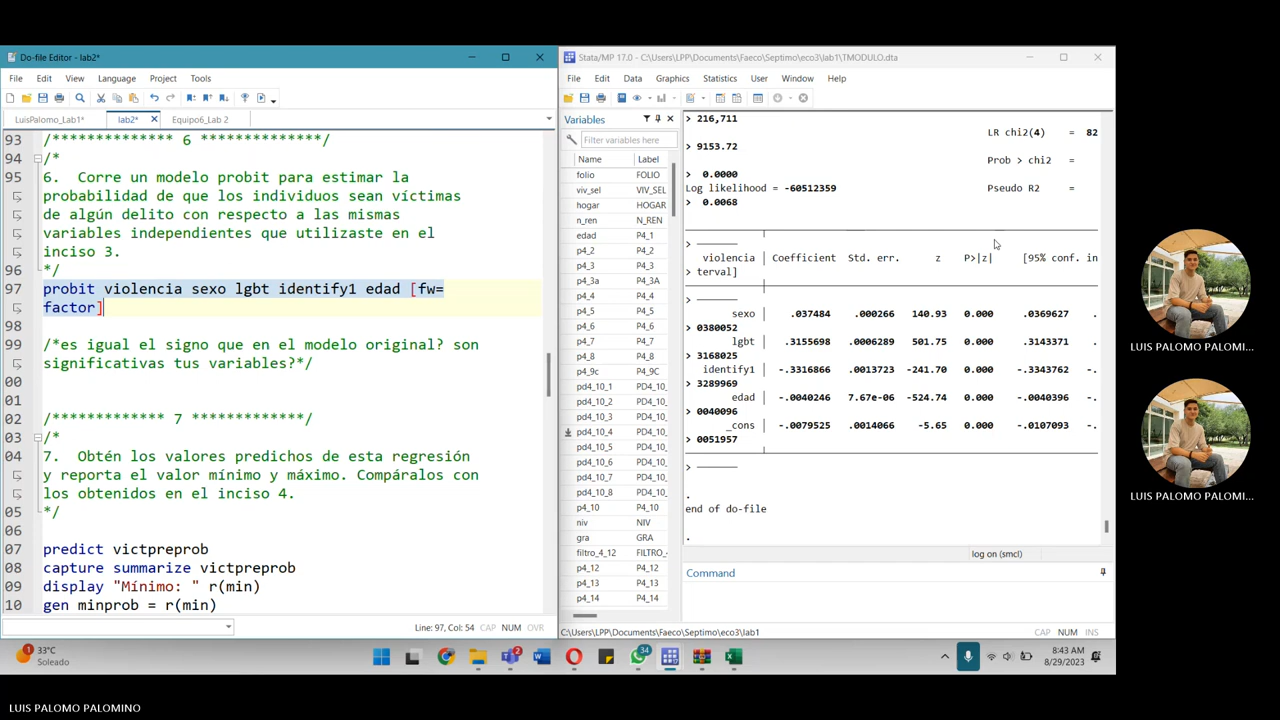 Do-file Editor - lab2*
File Edit View Language Project Tools
LuisPalomo_Lab1* lab2* Equipo6_Lab 2
93 /************** 6 **************/
94 /*
95 6. Corre un modelo probit para estimar la
probabilidad de que los individuos sean víctimas
de algún delito con respecto a las mismas
variables independientes que utilizaste en el
inciso 3.
96 */
97 probit violencia sexo lgbt identify1 edad [fw=
factor]
98
99 /*es igual el signo que en el modelo original? son
significativas tus variables?*/
00
01
02 /************* 7 *************/
03 /*
04 7. Obtén los valores predichos de esta regresión
y reporta el valor mínimo y máximo. Compáralos con
los obtenidos en el inciso 4.
05 */
06
07 predict victpreprob
08 capture summarize victpreprob
09 display "Mínimo: " r(min)
10 gen minprob = r(min)
Line: 97, Col: 54 CAP NUM OVR
Stata/MP 17.0 - C:\Users\LPP\Documents\Faeco\Septimo\eco3\lab1\TMODULO.dta
File Edit Data Graphics Statistics User Window Help
Variables
Filter variables here
Name Label
folio FOLIO
viv_sel VIV_SEL
hogar HOGAR
n_ren N_REN
edad P4_1
p4_2 P4_2
p4_3 P4_3
p4_3a P4_3A
p4_4 P4_4
p4_5 P4_5
p4_6 P4_6
p4_7 P4_7
p4_8 P4_8
p4_9c P4_9C
pd4_10_1 PD4_10_
pd4_10_2 PD4_10_
pd4_10_3 PD4_10_
pd4_10_4 PD4_10_
pd4_10_5 PD4_10_
pd4_10_6 PD4_10_
pd4_10_7 PD4_10_
pd4_10_8 PD4_10_
p4_10 P4_10
niv NIV
gra GRA
filtro_4_12 FILTRO_
p4_12 P4_12
p4_13 P4_13
p4_14 P4_14
> 216,711
LR chi2(4) = 82
> 9153.72
Prob > chi2 =
> 0.0000
Log likelihood = -60512359 Pseudo R2 =
> 0.0068
>
violencia | Coefficient Std. err. z P>|z| [95% conf. in
> terval]
>
sexo | .037484 .000266 140.93 0.000 .0369627 .
> 0380052
lgbt | .3155698 .0006289 501.75 0.000 .3143371 .
> 3168025
identify1 | -.3316866 .0013723 -241.70 0.000 -.3343762 -.
> 3289969
edad | -.0040246 7.67e-06 -524.74 0.000 -.0040396 -.
> 0040096
_cons | -.0079525 .0014066 -5.65 0.000 -.0107093 -.
> 0051957
>
.
end of do-file
.
log on (smcl)
Command
C:\Users\LPP\Documents\Faeco\Septimo\eco3\lab1 CAP NUM INS
LUIS PALOMO PALOMI...
LUIS PALOMO PALOMI...
1 33°C
Soleado
2
34
8:43 AM
8/29/2023
LUIS PALOMO PALOMINO